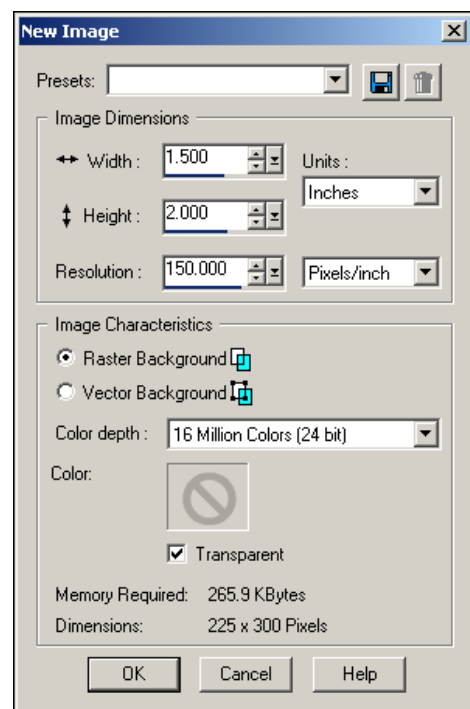 New Image
Presets:
Image Dimensions
Width : 1.500 Units :
Inches
Height : 2.000
Resolution : 150.000 Pixels/inch
Image Characteristics
Raster Background
Vector Background
Color depth : 16 Million Colors (24 bit)
Color:
Transparent
Memory Required: 265.9 KBytes
Dimensions: 225 x 300 Pixels
OK Cancel Help